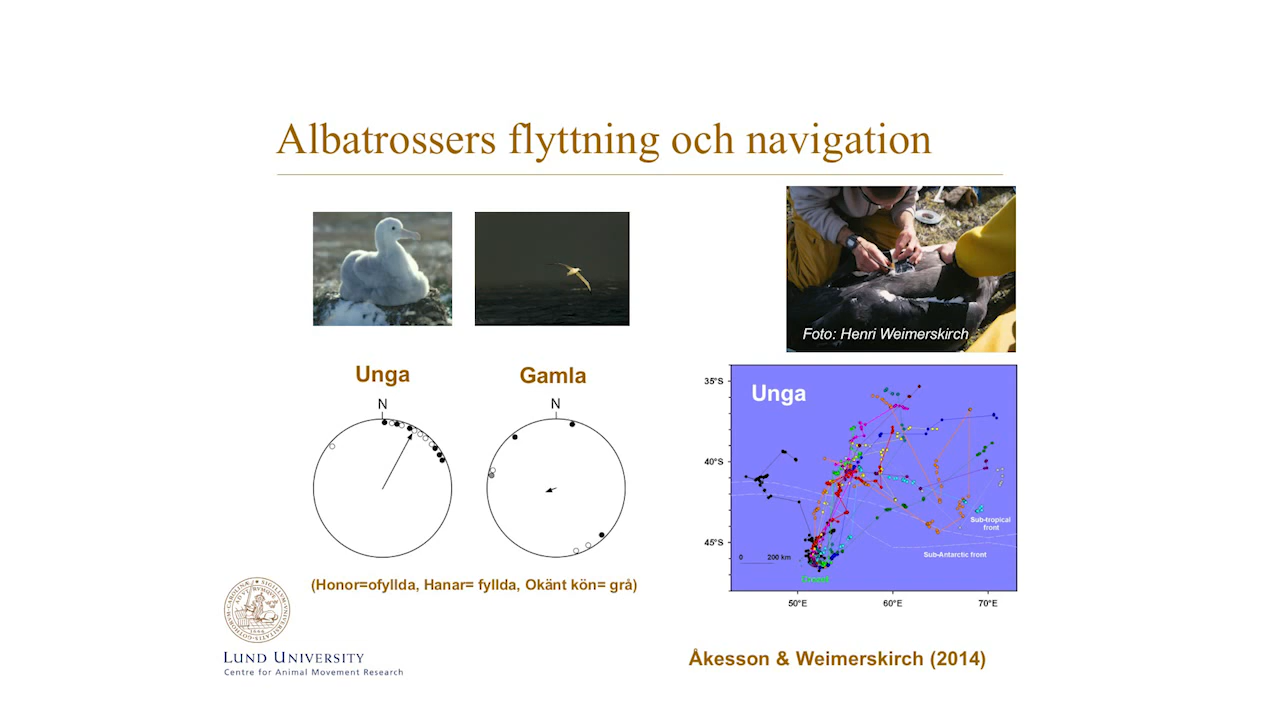 Albatrossers flyttning och navigation
Foto: Henri Weimerskirch
Unga
Gamla
N
N
(Honor=ofyllda, Hanar= fyllda, Okänt kön= grå)
Unga
35°S
40°S
45°S
Sub-tropical
front
Sub-Antarctic front
0 200 km
50°E 60°E 70°E
LUND UNIVERSITY
Centre for Animal Movement Research
Åkesson & Weimerskirch (2014)